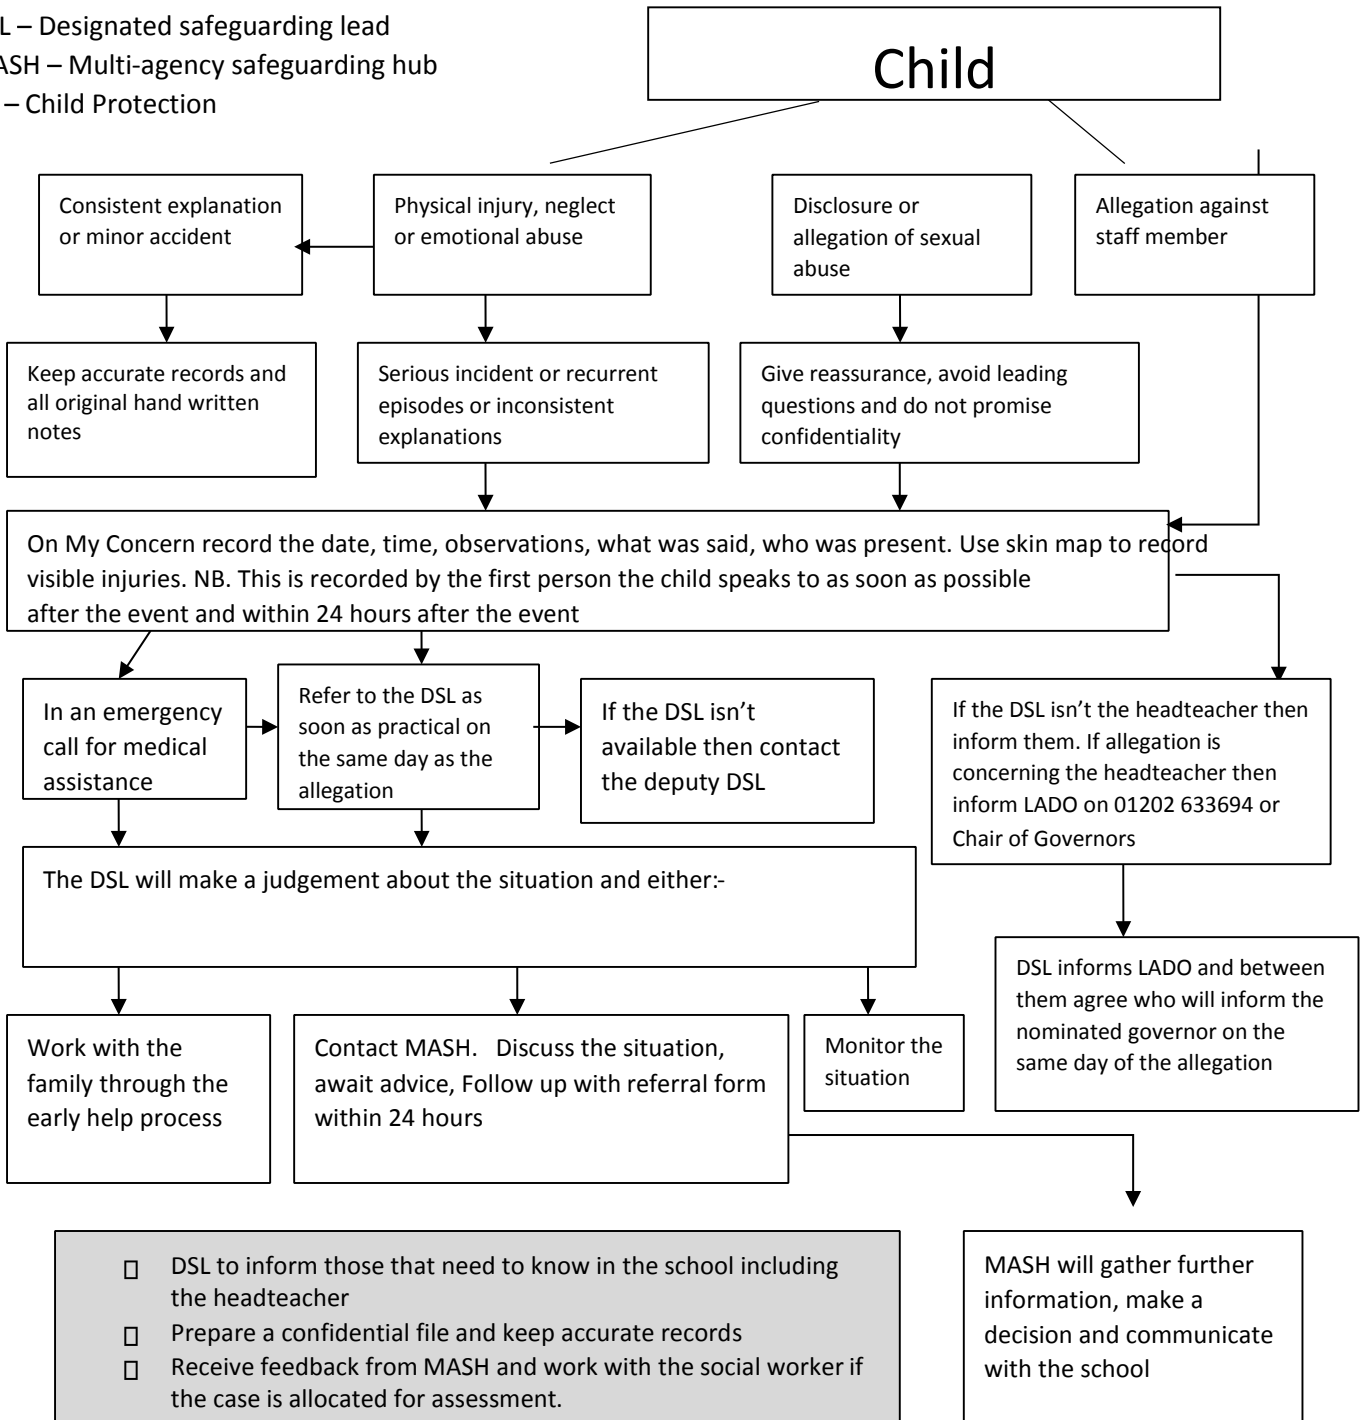 L – Designated safeguarding lead
ASH – Multi-agency safeguarding hub
– Child Protection
Child
Consistent explanation
or minor accident
Physical injury, neglect
or emotional abuse
Disclosure or
allegation of sexual
abuse
Allegation against
staff member
Keep accurate records and
all original hand written
notes
Serious incident or recurrent
episodes or inconsistent
explanations
Give reassurance, avoid leading
questions and do not promise
confidentiality
On My Concern record the date, time, observations, what was said, who was present. Use skin map to record
visible injuries. NB. This is recorded by the first person the child speaks to as soon as possible
after the event and within 24 hours after the event
In an emergency
call for medical
assistance
Refer to the DSL as
soon as practical on
the same day as the
allegation
If the DSL isn’t
available then contact
the deputy DSL
If the DSL isn’t the headteacher then
inform them. If allegation is
concerning the headteacher then
inform LADO on 01202 633694 or
Chair of Governors
The DSL will make a judgement about the situation and either:-
DSL informs LADO and between
them agree who will inform the
nominated governor on the
same day of the allegation
Work with the
family through the
early help process
Contact MASH.   Discuss the situation,
await advice, Follow up with referral form
within 24 hours
Monitor the
situation
DSL to inform those that need to know in the school including
the headteacher
Prepare a confidential file and keep accurate records
Receive feedback from MASH and work with the social worker if
the case is allocated for assessment.
MASH will gather further
information, make a
decision and communicate
with the school